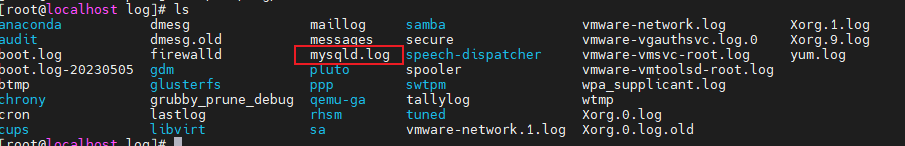 [root@localhost log]# ls
anaconda dmesg maillog samba vmware-network.log Xorg.1.log
audit dmesg.old messages secure vmware-vgauthsvc.log.0 Xorg.9.log
boot.log firewalld mysqld.log speech-dispatcher vmware-vmsvc-root.log yum.log
boot.log-20230505 gdm pluto spooler vmware-vmtoolsd-root.log
btmp glusterfs ppp swtpm wpa_supplicant.log
chrony grubby_prune_debug qemu-ga tallylog wtmp
cron lastlog rhsm tuned Xorg.0.log
cups libvirt sa vmware-network.1.log Xorg.0.log.old
[root@localhost log]#